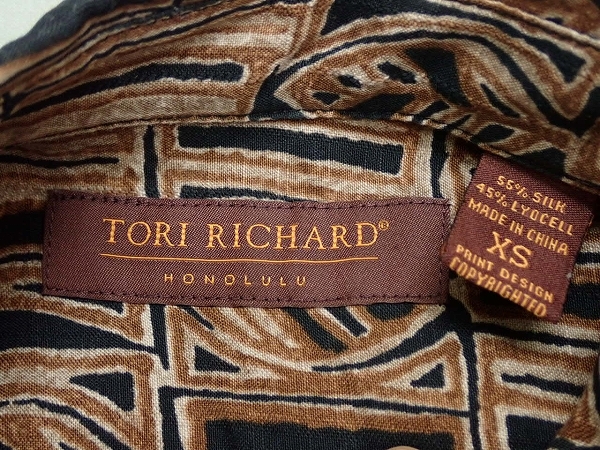 TORI RICHARD®
HONOLULU
55% SILK
45% LYOCELL
MADE IN CHINA
XS
PRINT DESIGN
COPYRIGHTED